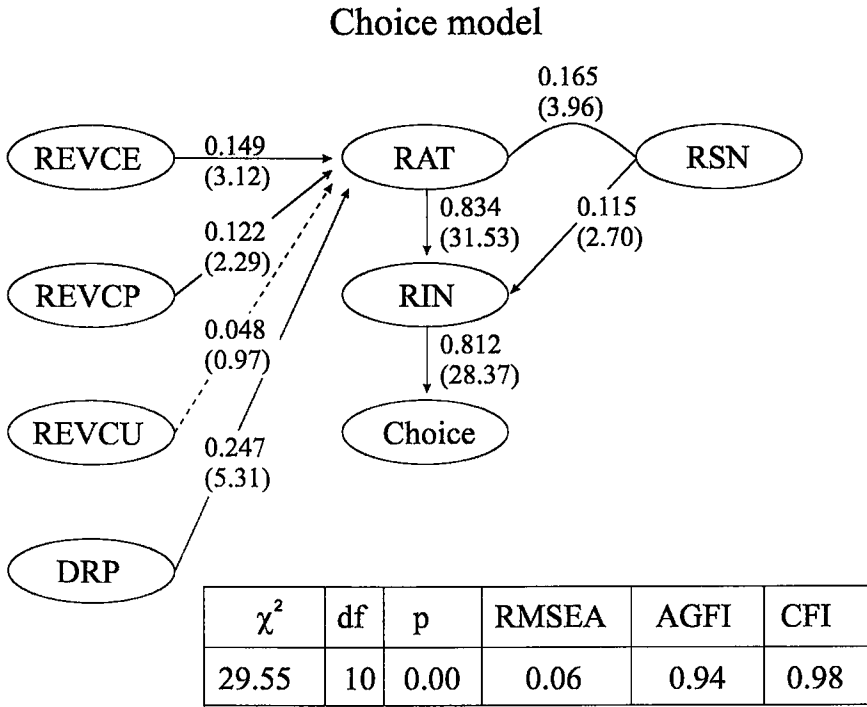 Choice model
0.165
(3.96)
REVCE
0.149
(3.12)
RAT
RSN
0.834
(31.53)
0.115
(2.70)
REVCP
0.122
(2.29)
RIN
0.048
(0.97)
0.812
(28.37)
REVCU
Choice
0.247
(5.31)
DRP
χ² df p RMSEA AGFI CFI
29.55 10 0.00 0.06 0.94 0.98